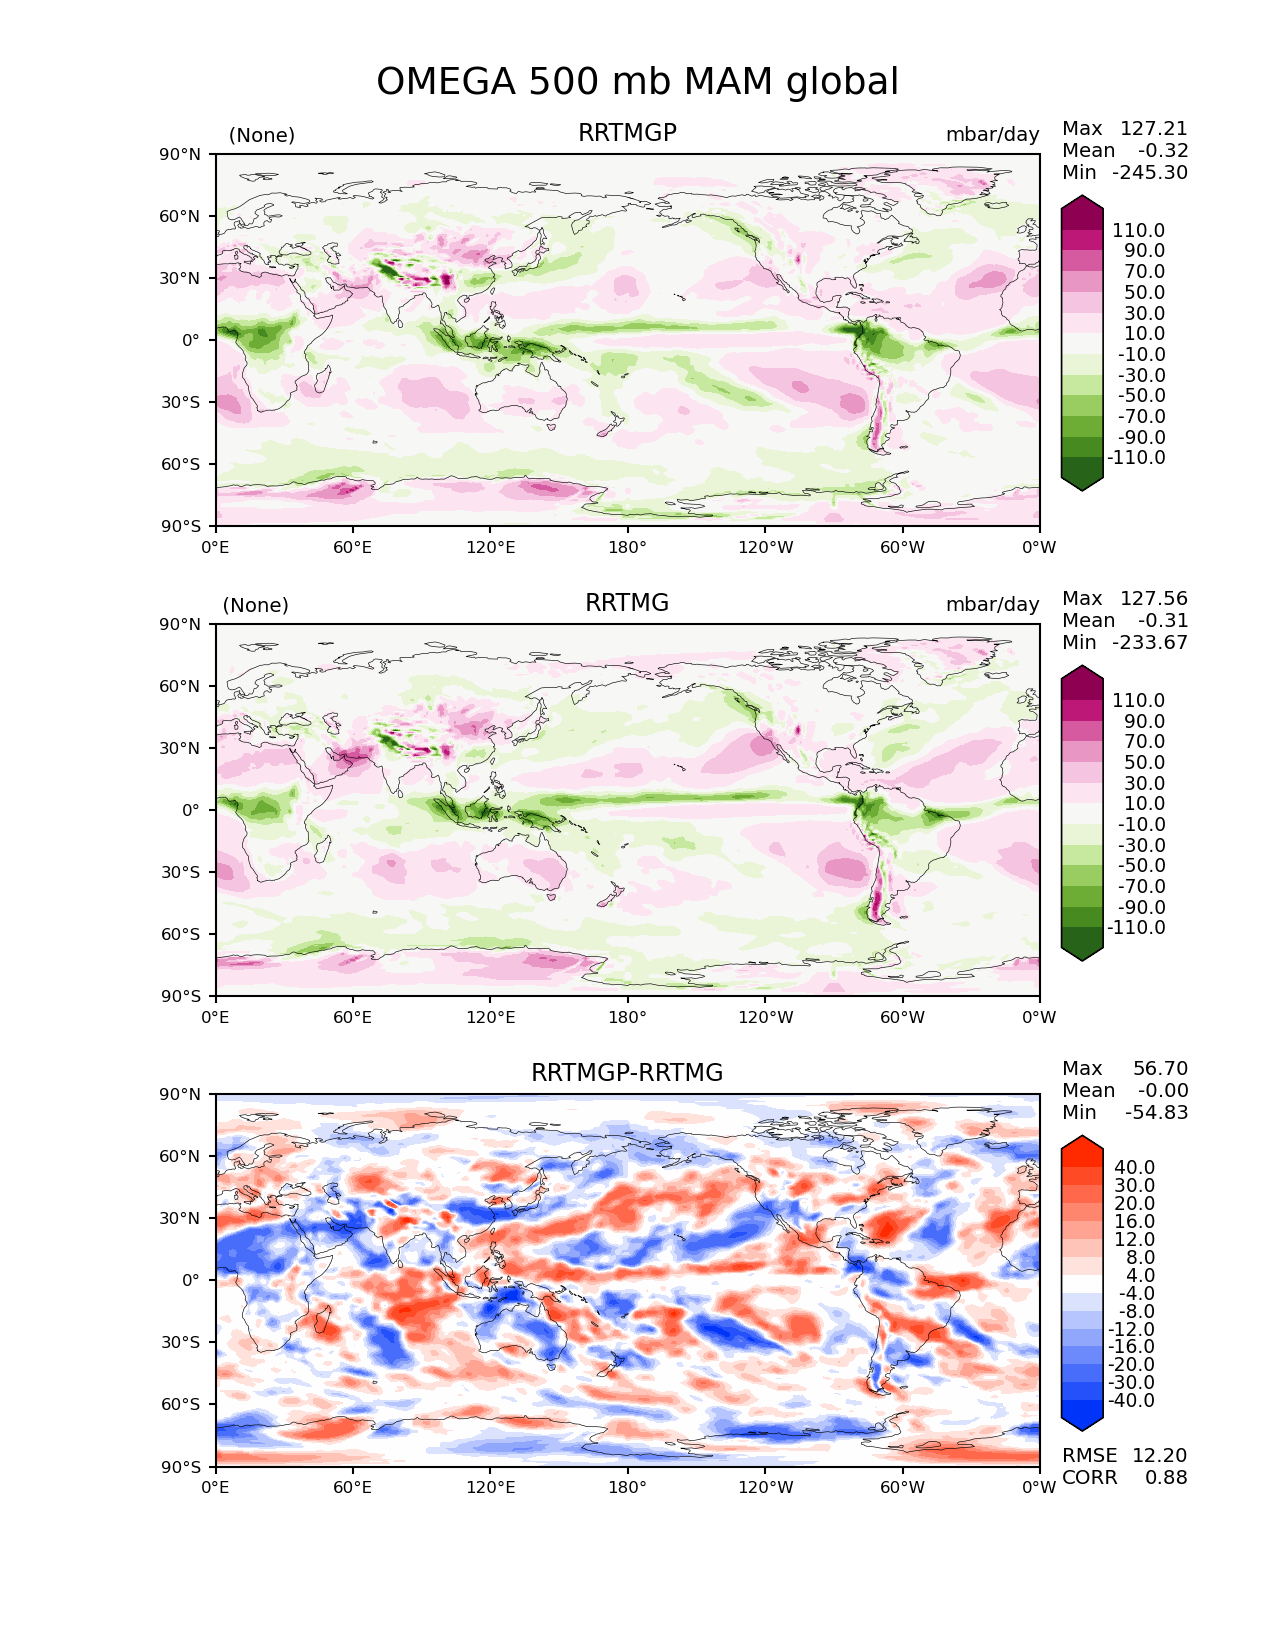 OMEGA 500 mb MAM global
(None) RRTMGP mbar/day
Max 127.21
Mean -0.32
Min -245.30
90°N
60°N
30°N
0°
30°S
60°S
90°S
0°E 60°E 120°E 180° 120°W 60°W 0°W
110.0
90.0
70.0
50.0
30.0
10.0
-10.0
-30.0
-50.0
-70.0
-90.0
-110.0
(None) RRTMG mbar/day
Max 127.56
Mean -0.31
Min -233.67
90°N
60°N
30°N
0°
30°S
60°S
90°S
0°E 60°E 120°E 180° 120°W 60°W 0°W
110.0
90.0
70.0
50.0
30.0
10.0
-10.0
-30.0
-50.0
-70.0
-90.0
-110.0
RRTMGP-RRTMG
Max 56.70
Mean -0.00
Min -54.83
90°N
60°N
30°N
0°
30°S
60°S
90°S
0°E 60°E 120°E 180° 120°W 60°W 0°W
40.0
30.0
20.0
16.0
12.0
8.0
4.0
-4.0
-8.0
-12.0
-16.0
-20.0
-30.0
-40.0
RMSE 12.20
CORR 0.88